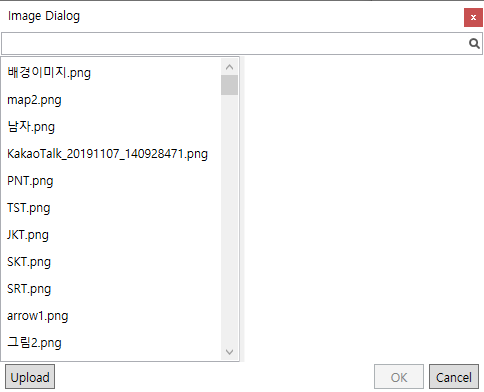 Image Dialog
x
배경이미지.png
map2.png
남자.png
KakaoTalk_20191107_140928471.png
PNT.png
TST.png
JKT.png
SKT.png
SRT.png
arrow1.png
그림2.png
Upload
OK
Cancel